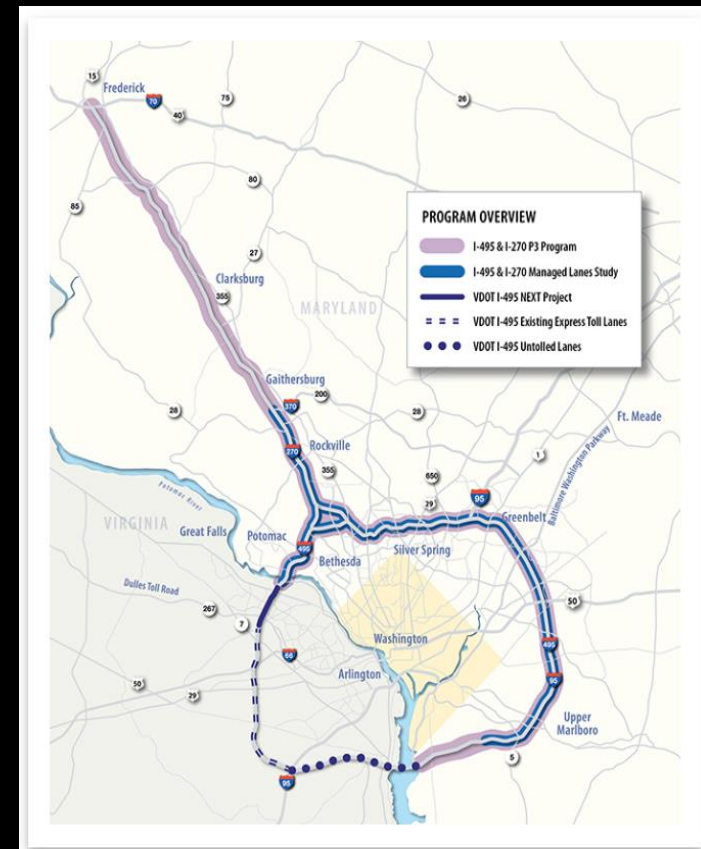 15
Frederick
70
40
75
26
80
85
27
Clarksburg
355
MARYLAND
PROGRAM OVERVIEW
I-495 & I-270 P3 Program
I-495 & I-270 Managed Lanes Study
VDOT I-495 NEXT Project
VDOT I-495 Existing Express Toll Lanes
VDOT I-495 Untolled Lanes
Gaithersburg
370
200
28
28
Ft. Meade
Rockville
270
355
650
1
Baltimore Washington Parkway
29
95
Potomac River
VIRGINIA
Great Falls
Potomac
495
Greenbelt
Silver Spring
Bethesda
Dulles Toll Road
267
7
50
Washington
495
66
Arlington
50
29
95
Upper
Marlboro
5
95